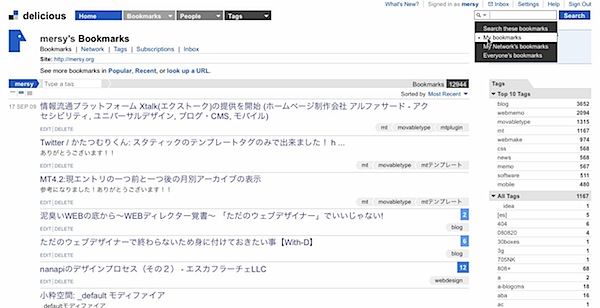 What's New?
Signed in as mersy
Inbox
Settings
Help
Sign Out
delicious
Home
Bookmarks
People
Tags
Search
Search these bookmarks
My bookmarks
My Network's bookmarks
Everyone's bookmarks
mersy's Bookmarks
Bookmarks | Network | Tags | Subscriptions | Inbox
Site: http://mersy.org
See more bookmarks in Popular, Recent, or look up a URL.
mersy
Type a tag
Bookmarks 12944
Sorted by Most Recent
17 SEP 09
情報流通プラットフォーム Xtalk(エクストーク)の提供を開始 (ホームページ制作会社 アルファサード - アク
セシビリティ, ユニバーサルデザイン, ブログ・CMS, モバイル)
EDIT | DELETE
mt movabletype mtplugin
Twitter / かたつむりくん: スタティックのテンプレートタグのみで出来ました! h ...
ありがとうございます!!
EDIT | DELETE
mt movabletype mtテンプレート
MT4.2:現エントリの一つ前と一つ後の月別アーカイブの表示
参考になりました!ありがとうございます!!
EDIT | DELETE
mt movabletype mtテンプレート
泥臭いWEBの底から〜WEBディレクター覚書〜 「ただのウェブデザイナー」でいいじゃない! 2
EDIT | DELETE
blog
ただのウェブデザイナーで終わらないため身に付けておきたい事【With-D】 6
EDIT | DELETE
blog
nanapiのデザインプロセス(その2) - エスカフラーチェLLC 12
EDIT | DELETE
webdesign
小粋空間: _default モディファイア
_defaultモディファイア
Tags
Top 10 Tags
blog 3652
webmemo 2204
movabletype 1315
mt 1167
webmake 974
css 568
news 653
memo 567
software 541
mobile 480
All Tags 1167
idea 1
[es] 5
404 1
080820 4
30boxes 1
3g 1
705NK 1
808+ 68
a 2
a.blogms 18
about 16